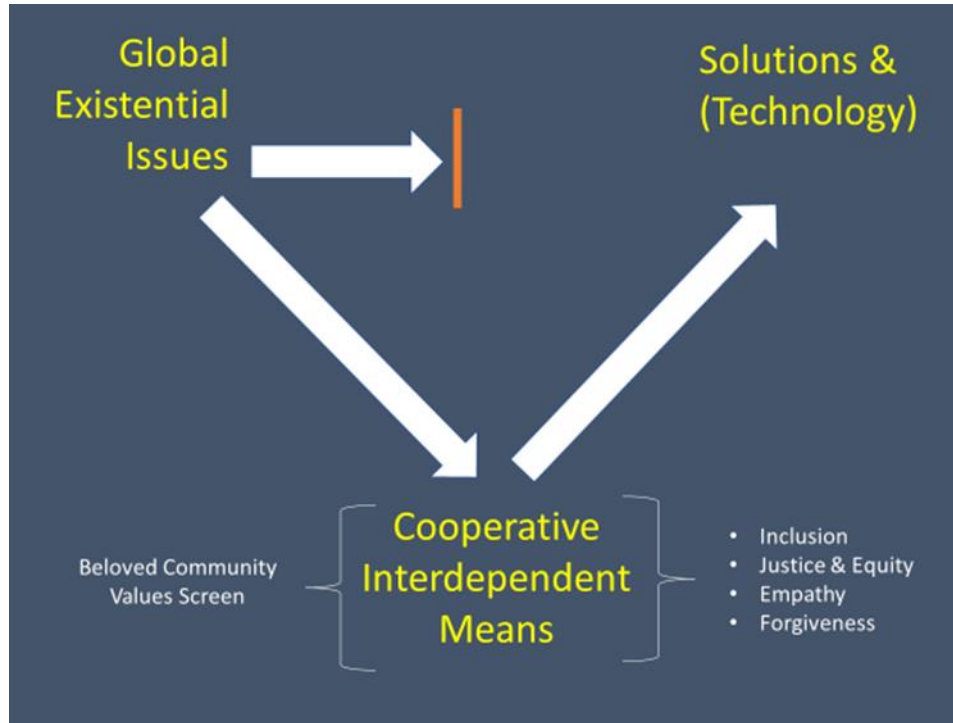 Global
Existential
Issues
Solutions &
(Technology)
Cooperative
Interdependent
Means
Beloved Community
Values Screen
• Inclusion
• Justice & Equity
• Empathy
• Forgiveness